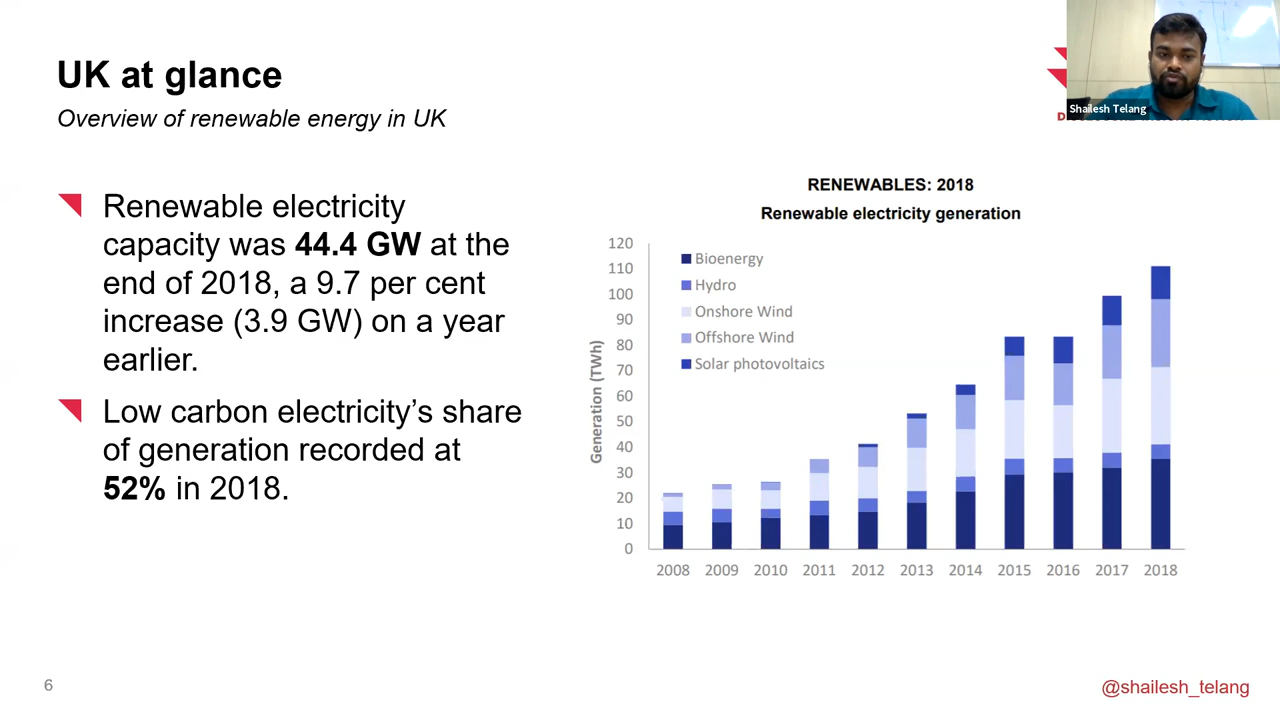 UK at glance
Overview of renewable energy in UK
Shailesh Telang
Renewable electricity
capacity was 44.4 GW at the
end of 2018, a 9.7 per cent
increase (3.9 GW) on a year
earlier.
Low carbon electricity’s share
of generation recorded at
52% in 2018.
RENEWABLES: 2018
Renewable electricity generation
Generation (TWh)
120
110
100
90
80
70
60
50
40
30
20
10
0
Bioenergy
Hydro
Onshore Wind
Offshore Wind
Solar photovoltaics
2008 2009 2010 2011 2012 2013 2014 2015 2016 2017 2018
6
@shailesh_telang